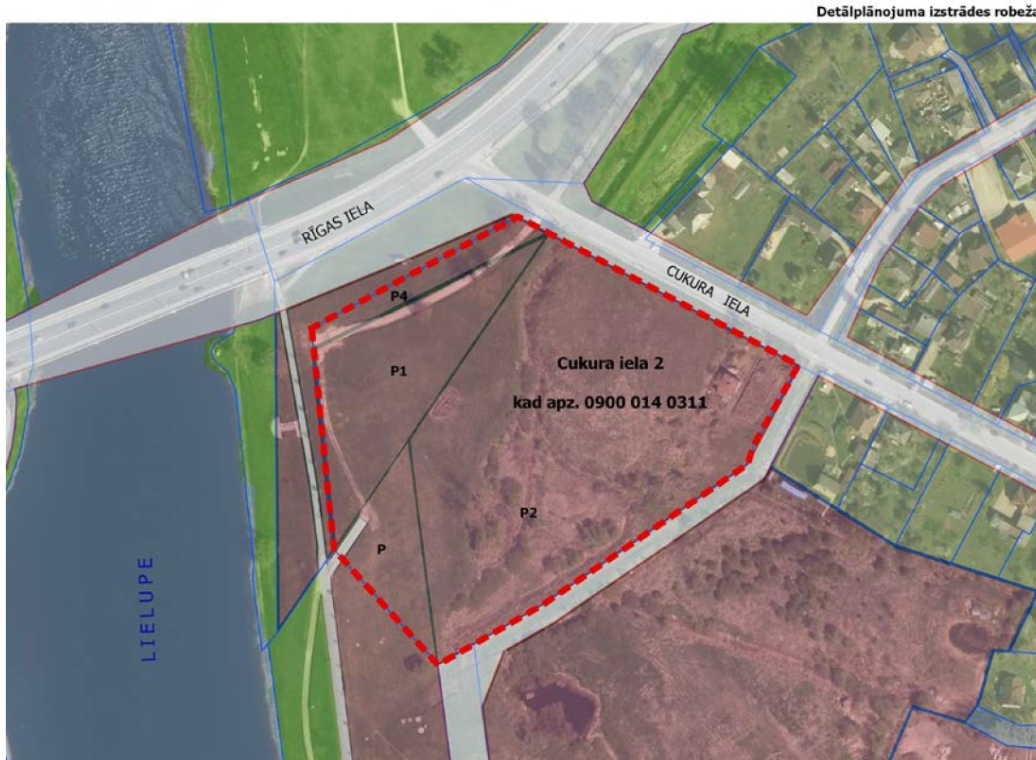 Detālplānojuma izstrādes robeža
RĪGAS IELA
CUKURA IELA
P4
P1
Cukura iela 2
kad apz. 0900 014 0311
P2
P
LIELUPE